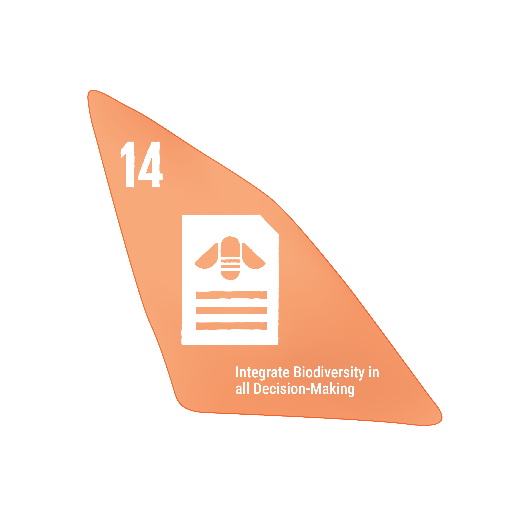 14
Integrate Biodiversity in
all Decision-Making